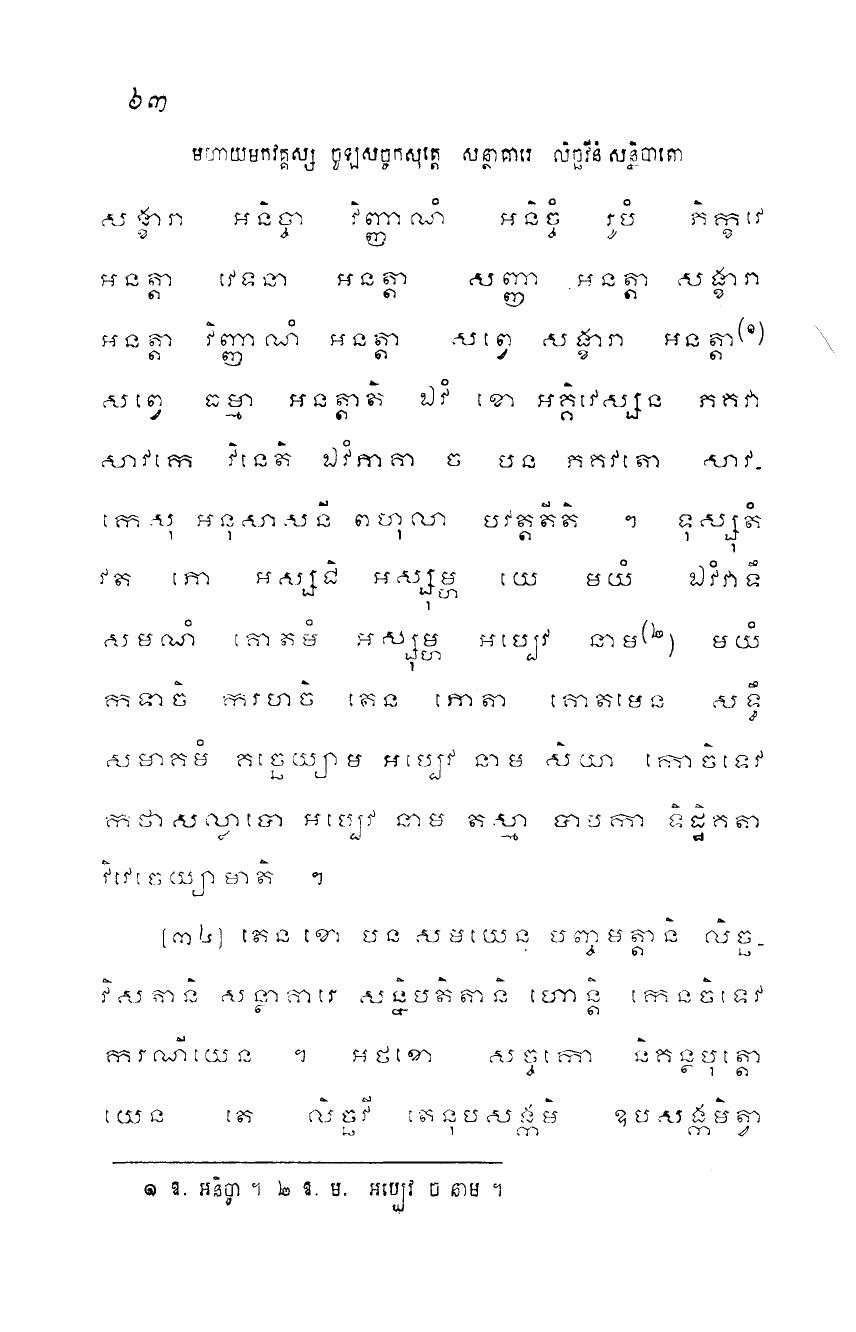 ៦៣
មហាយមកវគ្គស្ស ចូឡសច្ចកសុត្តេ សន្ថាគារេ លិច្ឆវីនំ សន្និបាតោ
សង្ខារា អនិច្ចា វិញ្ញាណំ អនិច្ចំ រូបំ ភិក្ខវេ
អនត្តា វេទនា អនត្តា សញ្ញា អនត្តា សង្ខារា
អនត្តា វិញ្ញាណំ អនត្តា សព្វេ សង្ខារា អនត្តា(១)
សព្វេ ធម្មា អនត្តាតិ ឯវំ ខោ អគ្គិវេស្សន ភគវា
សាវកេ វិនេតិ ឯវំភាគា ច បន ភគវតោ សាវ-
កេសុ អនុសាសនី ពហុលា បវត្តតីតិ ។ ទុស្សុតំ
វត ភោ អស្សជិ អស្សុម្ហ យេ មយំ ឯវំវាទឹ
សមណំ គោតមំ អស្សុម្ហ អប្បេវ នាម(២) មយំ
កទាចិ ករហចិ តេន ភោតា គោតមេន សទ្ធឹ
សមាគមំ គច្ឆេយ្យាម អប្បេវ នាម សិយា កោចិទេវ
កថាសល្លាបោ អប្បេវ នាម តស្មា បាបកា ទិដ្ឋិគតា
វិវេចេយ្យាមាតិ ។
[៣៤] តេន ខោ បន សមយេន បញ្ចមត្តានិ លិច្ឆ-
វិសតានិ សន្ថាគារេ សន្និបតិតានិ ហោន្តិ កេនចិទេវ
ករណីយេន ។ អថខោ សច្ចកោ និគន្ថបុត្តោ
យេន តេ លិច្ឆវី តេនុបសង្កមិ ឧបសង្កមិត្វា
១ ឱ. អនិច្ចា ។ ២ ឱ. ម. អប្យេវ ច នាម ។